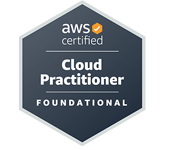 aws
certified
Cloud
Practitioner
FOUNDATIONAL